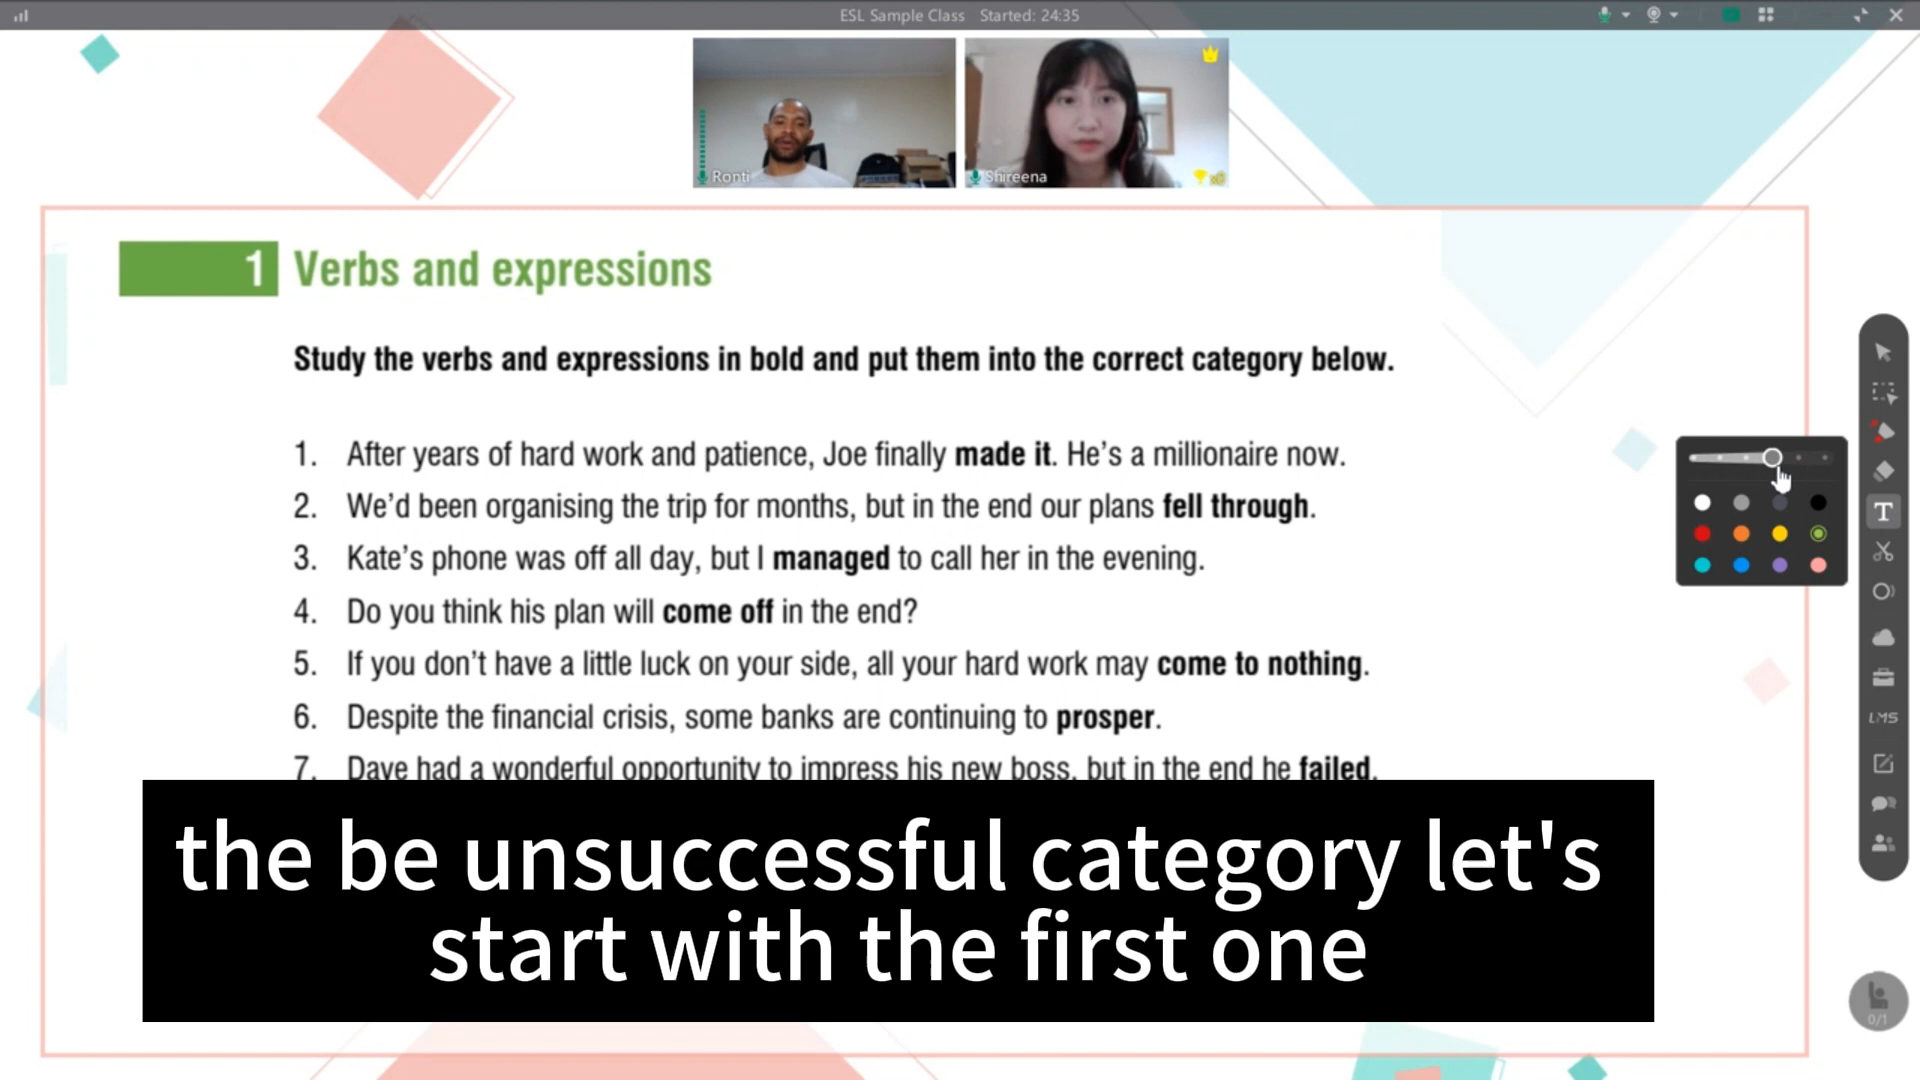 ESL Sample Class Started: 24:35
Ronti
Shireena
1 Verbs and expressions
Study the verbs and expressions in bold and put them into the correct category below.
1. After years of hard work and patience, Joe finally made it. He's a millionaire now.
2. We'd been organising the trip for months, but in the end our plans fell through.
3. Kate's phone was off all day, but I managed to call her in the evening.
4. Do you think his plan will come off in the end?
5. If you don't have a little luck on your side, all your hard work may come to nothing.
6. Despite the financial crisis, some banks are continuing to prosper.
7. Dave had a wonderful opportunity to impress his new boss, but in the end he failed.
T
LMS
the be unsuccessful category let's
start with the first one
0/1